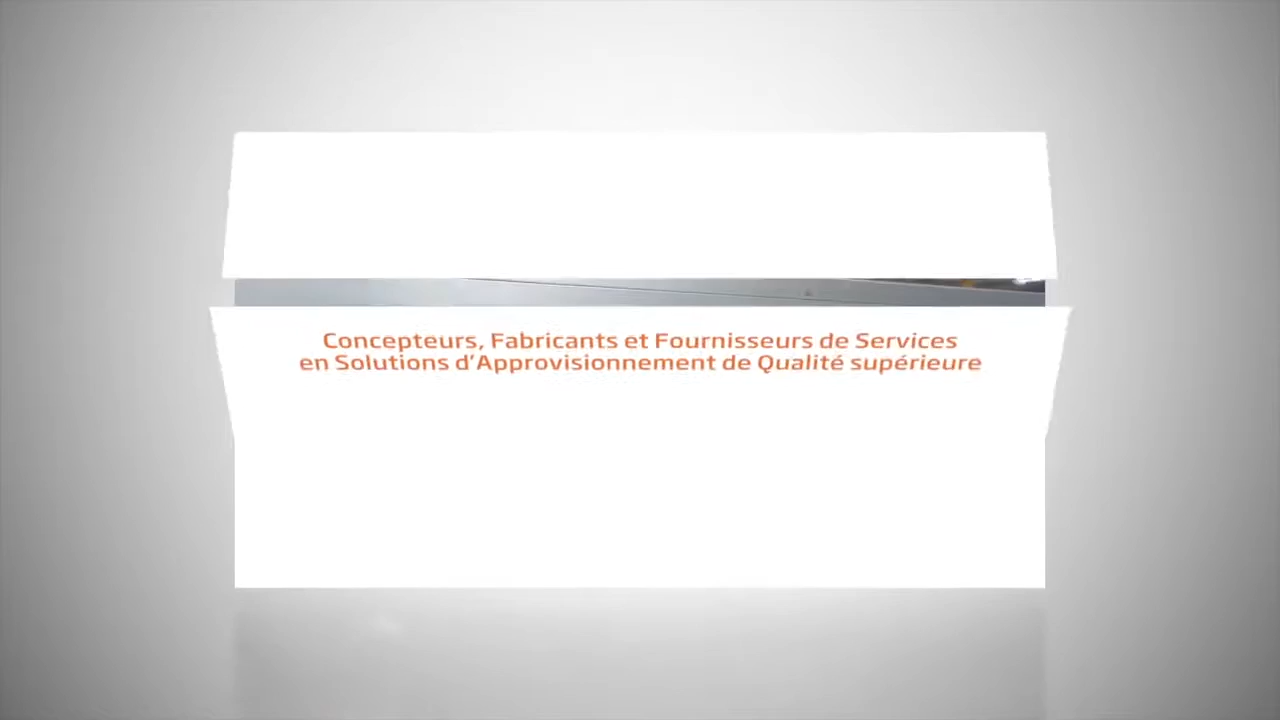 Concepteurs, Fabricants et Fournisseurs de Services
en Solutions d'Approvisionnement de Qualité supérieure